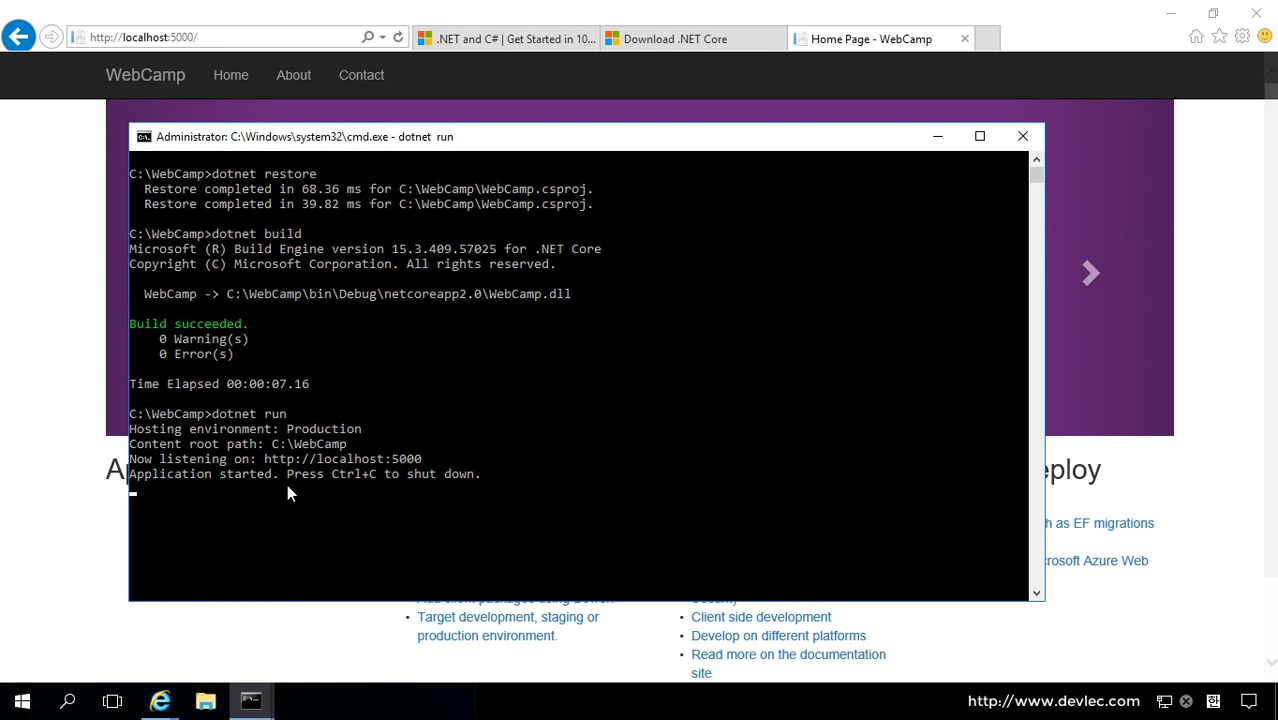 http://localhost:5000/
.NET and C# | Get Started in 10...
Download .NET Core
Home Page - WebCamp
WebCamp
Home
About
Contact
Administrator: C:\Windows\system32\cmd.exe - dotnet  run
C:\WebCamp>dotnet restore
Restore completed in 68.36 ms for C:\WebCamp\WebCamp.csproj.
Restore completed in 39.82 ms for C:\WebCamp\WebCamp.csproj.
C:\WebCamp>dotnet build
Microsoft (R) Build Engine version 15.3.409.57025 for .NET Core
Copyright (C) Microsoft Corporation. All rights reserved.
WebCamp -> C:\WebCamp\bin\Debug\netcoreapp2.0\WebCamp.dll
Build succeeded.
0 Warning(s)
0 Error(s)
Time Elapsed 00:00:07.16
C:\WebCamp>dotnet run
Hosting environment: Production
Content root path: C:\WebCamp
Now listening on: http://localhost:5000
Application started. Press Ctrl+C to shut down.
eploy
as EF migrations
Microsoft Azure Web
Target development, staging or
production environment.
Security
Client side development
Develop on different platforms
Read more on the documentation
site
http://www.devlec.com
한